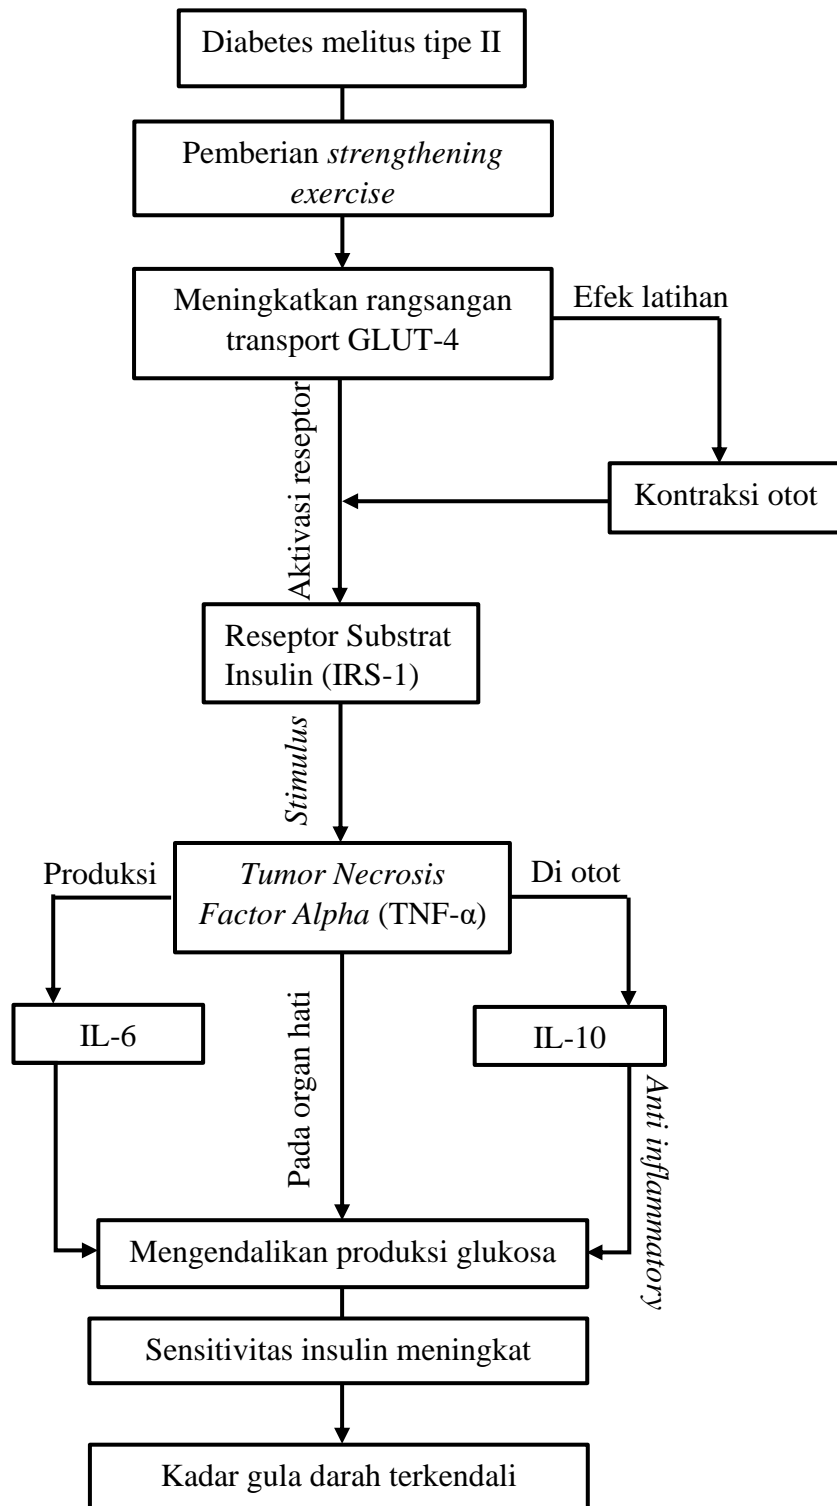 Diabetes melitus tipe II
Pemberian strengthening
exercise
Meningkatkan rangsangan
transport GLUT-4
Efek latihan
Aktivasi reseptor
Kontraksi otot
Reseptor Substrat
Insulin (IRS-1)
Stimulus
Produksi
Tumor Necrosis
Factor Alpha (TNF-α)
Di otot
IL-6
Pada organ hati
IL-10
Anti inflammatory
Mengendalikan produksi glukosa
Sensitivitas insulin meningkat
Kadar gula darah terkendali